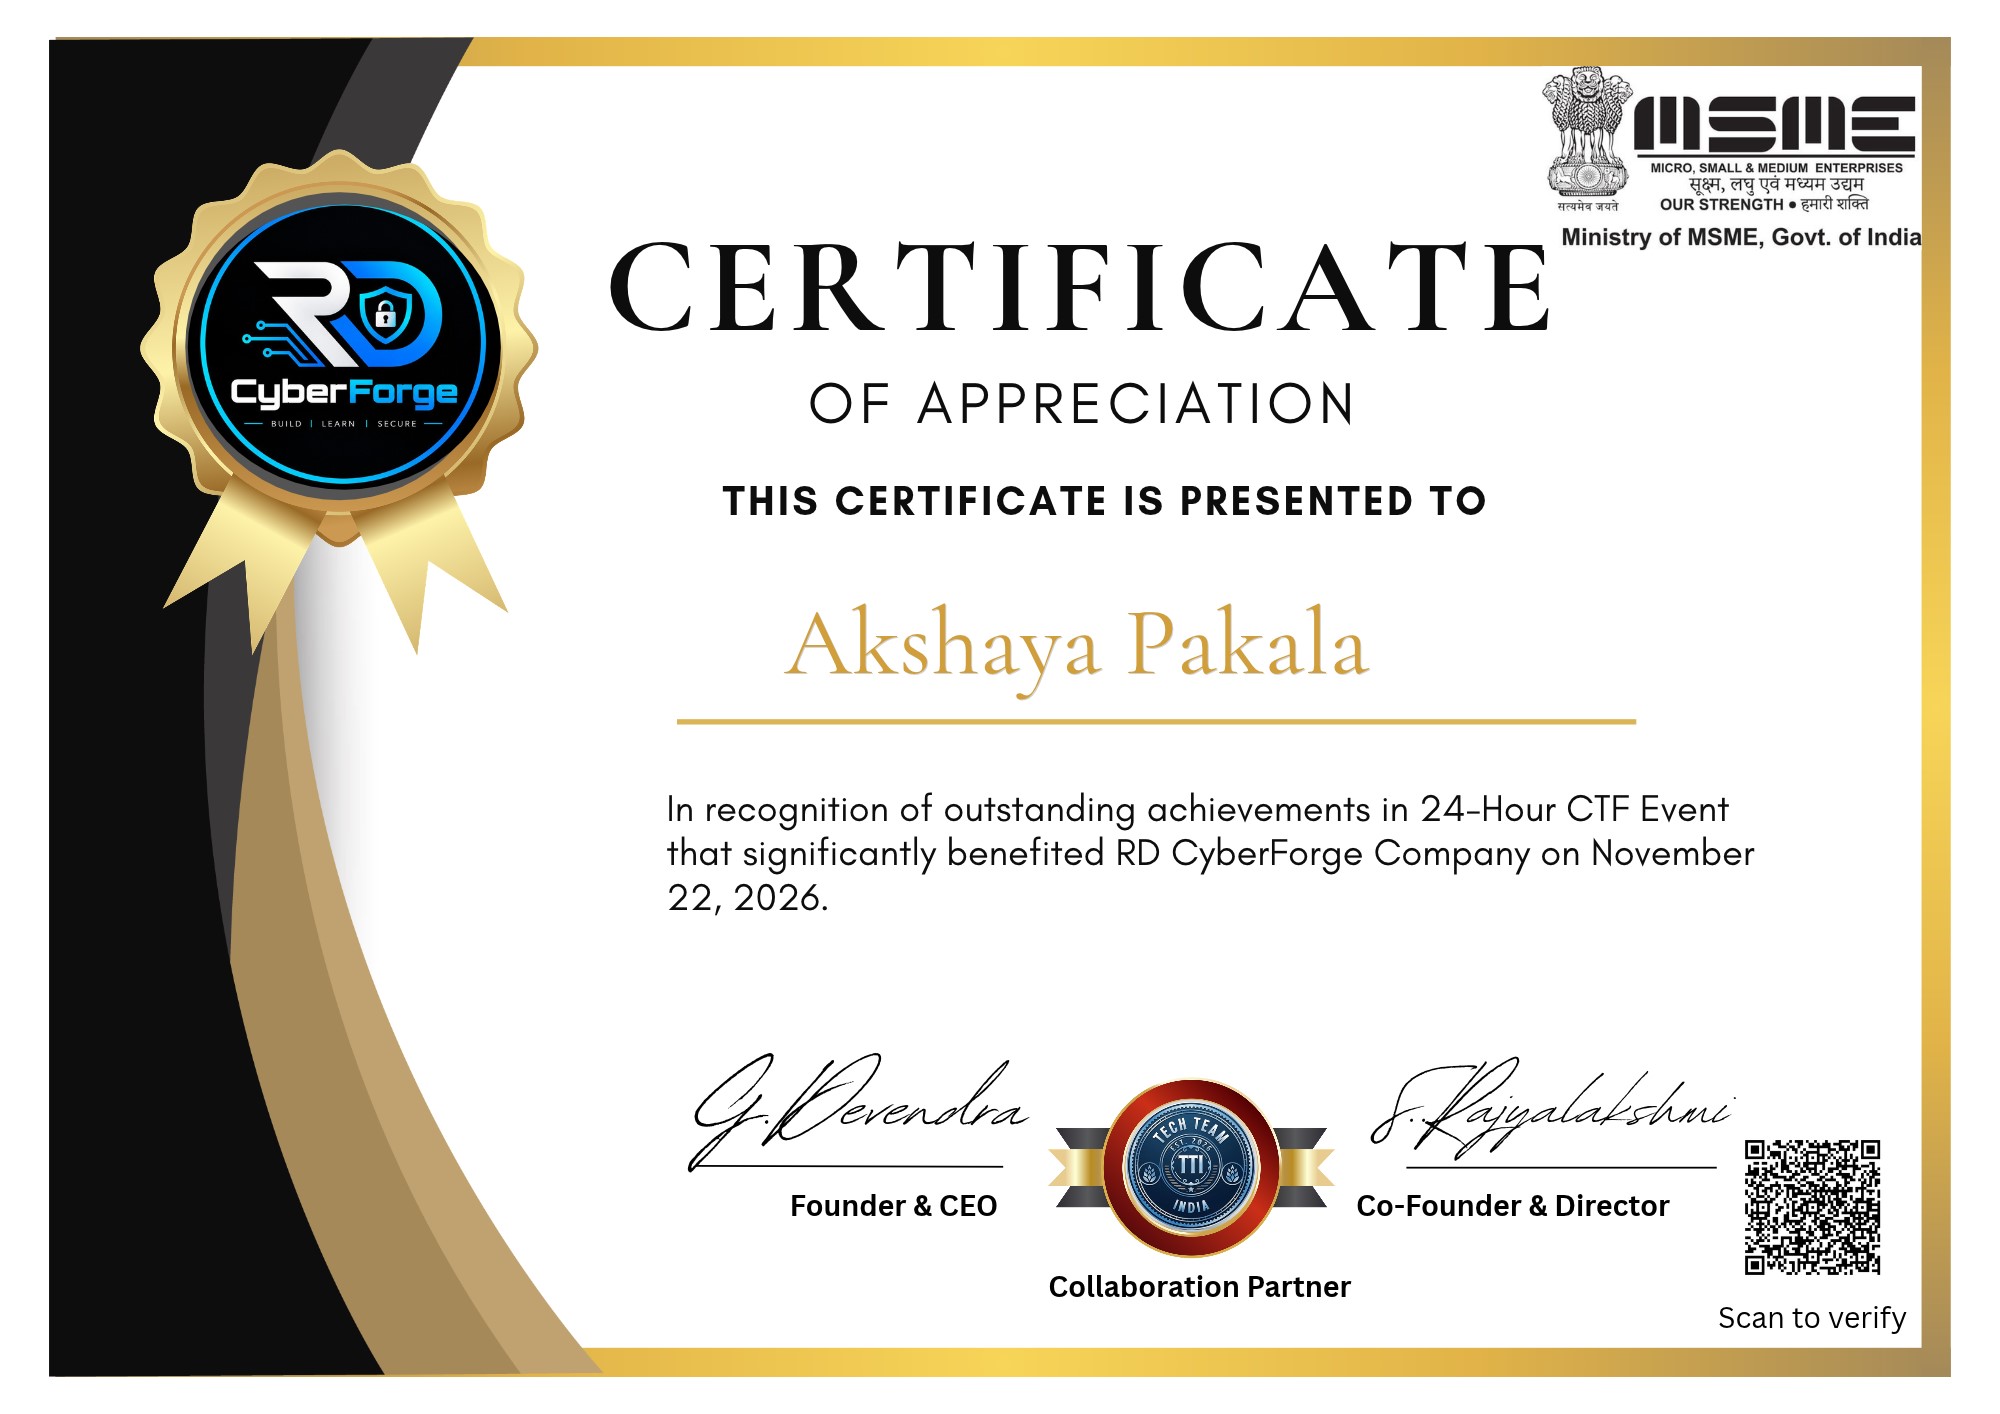 MSME
MICRO, SMALL & MEDIUM ENTERPRISES
सूक्ष्म, लघु एवं मध्यम उद्यम
सत्यमेव जयते
OUR STRENGTH ● हमारी शक्ति
Ministry of MSME, Govt. of India
RD
CyberForge
BUILD | LEARN | SECURE
CERTIFICATE
OF APPRECIATION
THIS CERTIFICATE IS PRESENTED TO
Akshaya Pakala
In recognition of outstanding achievements in 24-Hour CTF Event
that significantly benefited RD CyberForge Company on November
22, 2026.
G.Devendra
Founder & CEO
TECH TEAM
EST. 2026
TTI
INDIA
Collaboration Partner
S.Rajyalakshmi
Co-Founder & Director
Scan to verify